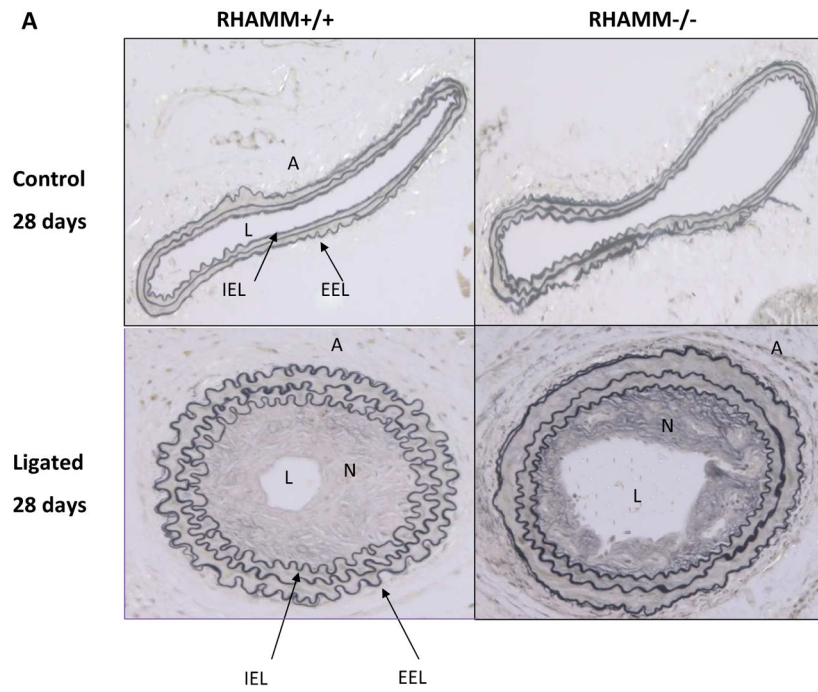 A
RHAMM+/+ RHAMM-/-
Control
28 days
A
L
IEL
EEL
Ligated
28 days
A
N
L
IEL
EEL
A
N
L